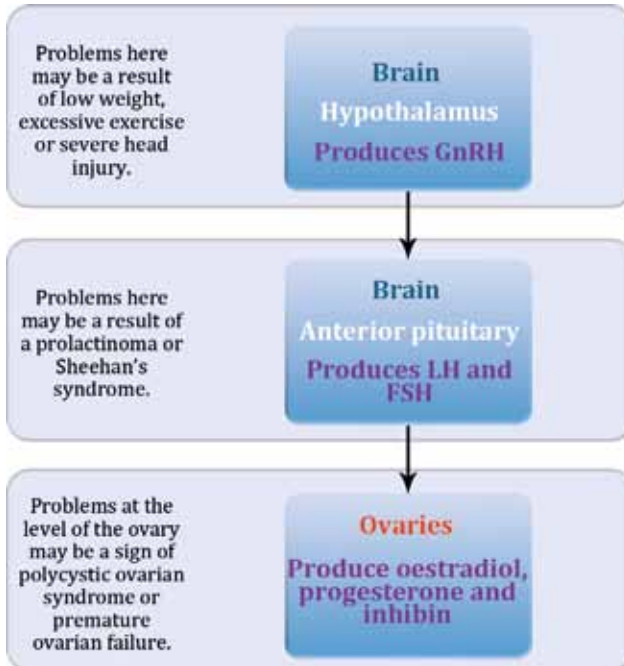 Problems here
may be a result
of low weight,
excessive exercise
or severe head
injury.
Brain
Hypothalamus
Produces GnRH
Problems here
may be a result of
a prolactinoma or
Sheehan's
syndrome.
Brain
Anterior pituitary
Produces LH and
FSH
Problems at the
level of the ovary
may be a sign of
polycystic ovarian
syndrome or
premature
ovarian failure.
Ovaries
Produce oestradiol,
progesterone and
inhibin